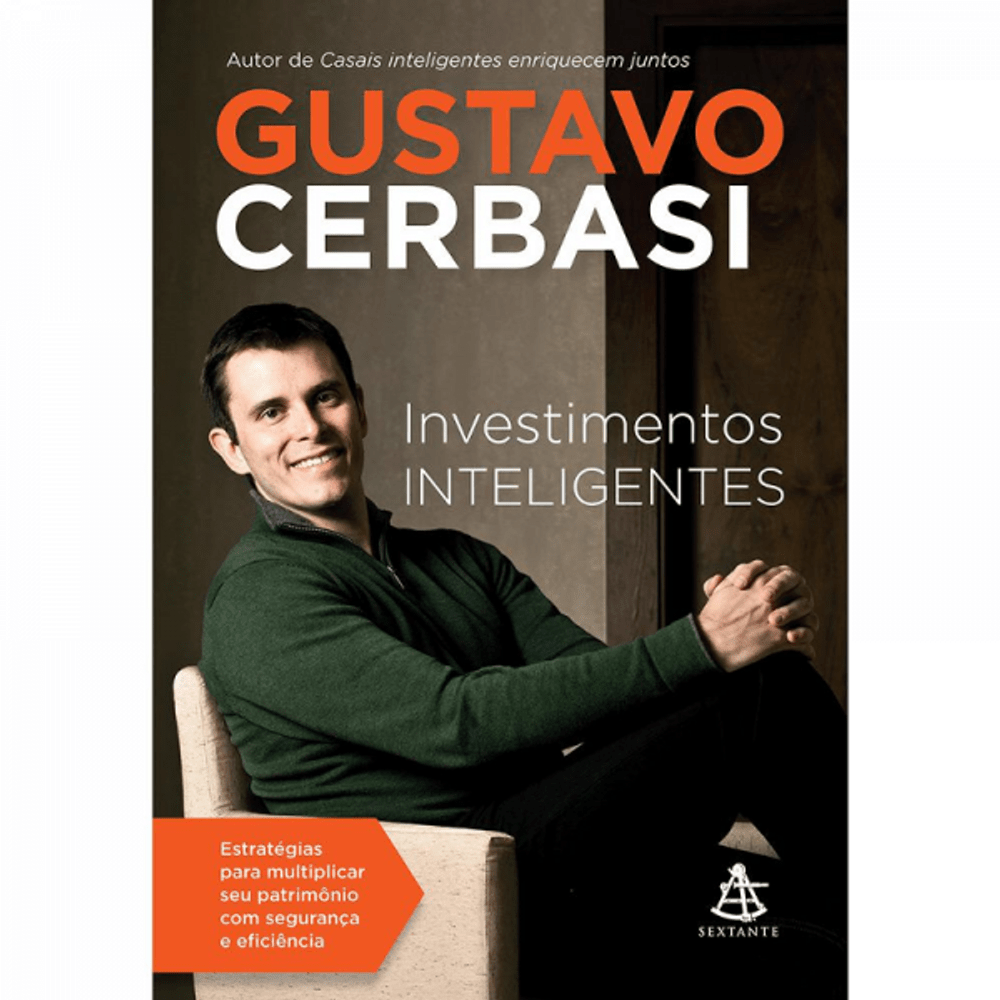 Autor de Casais inteligentes enriquecem juntos
GUSTAVO
CERBASI
Investimentos
INTELIGENTES
Estratégias
para multiplicar
seu patrimônio
com segurança
e eficiência
SEXTANTE